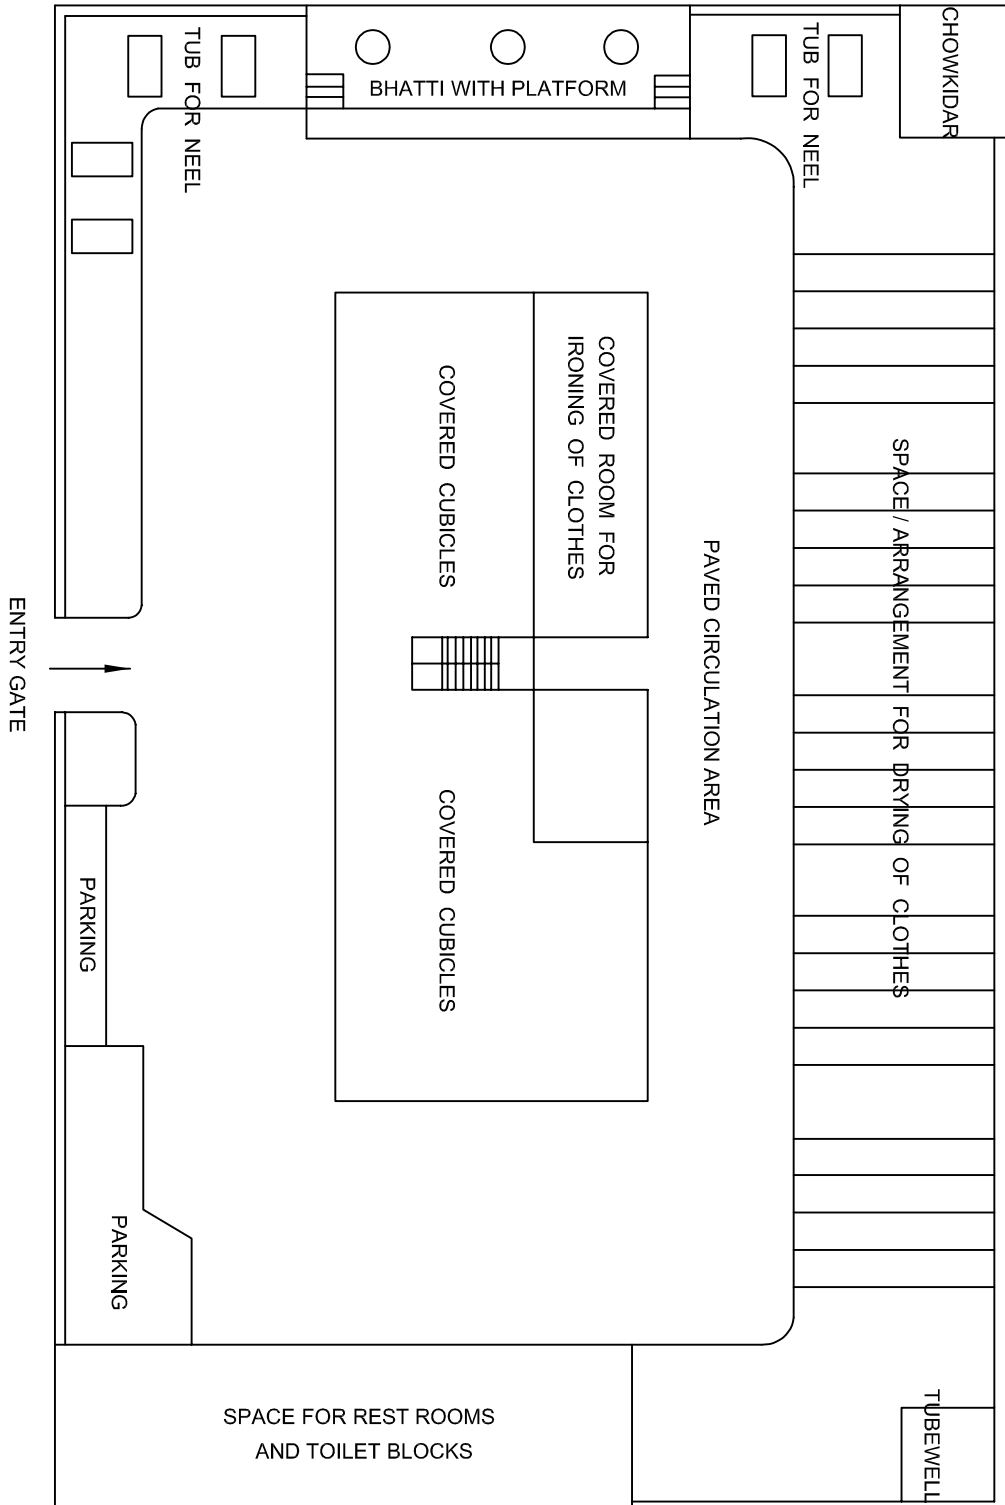 CHOWKIDAR
TUB FOR NEEL
BHATTI WITH PLATFORM
TUB FOR NEEL
COVERED ROOM FOR
IRONING OF CLOTHES
COVERED CUBICLES
SPACE / ARRANGEMENT FOR DRYING OF CLOTHES
PAVED CIRCULATION AREA
ENTRY GATE
COVERED CUBICLES
PARKING
PARKING
SPACE FOR REST ROOMS
AND TOILET BLOCKS
TUBEWELL